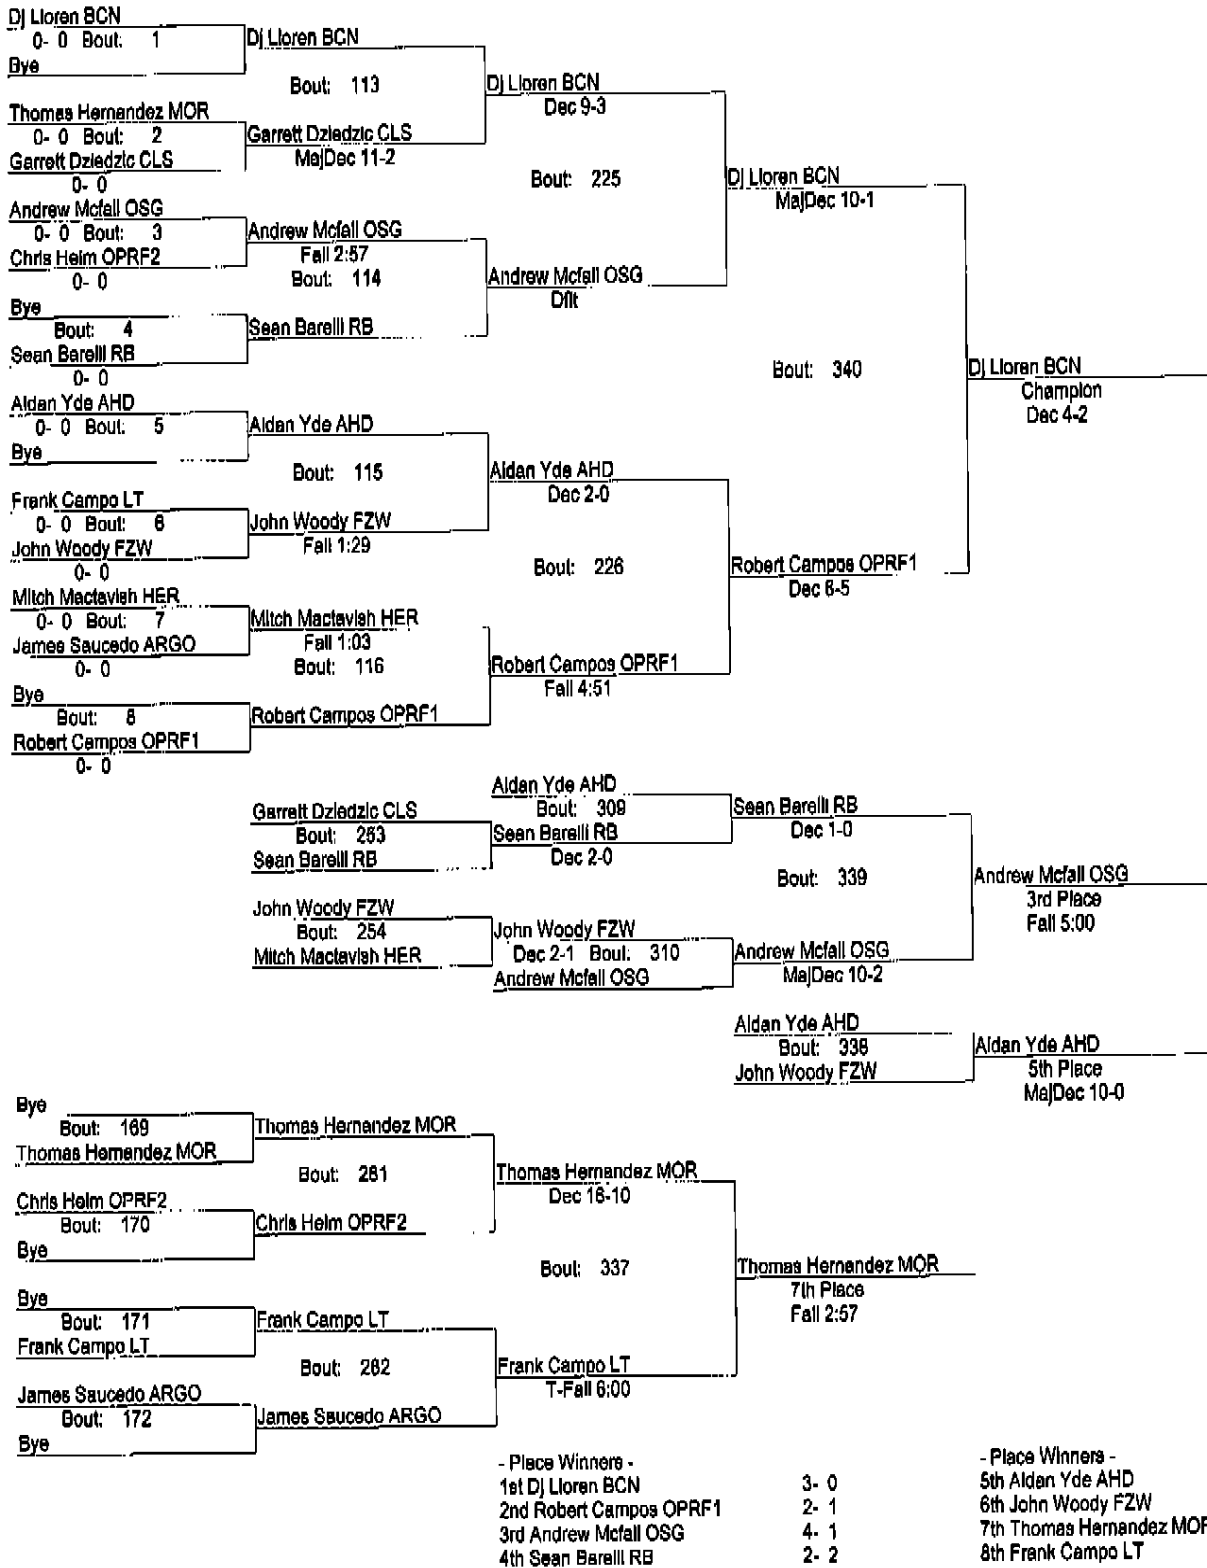 Dj Lloren BCN
0- 0 Bout: 1
Bye
Dj Lloren BCN
Bout: 113
Thomas Hernandez MOR
0- 0 Bout: 2
Garrett Dziedzic CLS
0- 0
Garrett Dziedzic CLS
MajDec 11-2
Dj Lloren BCN
Dec 9-3
Bout: 225
Andrew Mcfall OSG
0- 0 Bout: 3
Chris Heim OPRF2
0- 0
Andrew Mcfall OSG
Fall 2:57
Bout: 114
Bye
Bout: 4
Sean Barelli RB
0- 0
Sean Barelli RB
Andrew Mcfall OSG
Dflt
Dj Lloren BCN
MajDec 10-1
Bout: 340
Dj Lloren BCN
Champion
Dec 4-2
Aidan Yde AHD
0- 0 Bout: 5
Bye
Aidan Yde AHD
Bout: 115
Frank Campo LT
0- 0 Bout: 6
John Woody FZW
0- 0
John Woody FZW
Fall 1:29
Aidan Yde AHD
Dec 2-0
Bout: 226
Mitch Mactavish HER
0- 0 Bout: 7
James Saucedo ARGO
0- 0
Mitch Mactavish HER
Fall 1:03
Bout: 116
Bye
Bout: 8
Robert Campos OPRF1
0- 0
Robert Campos OPRF1
Robert Campos OPRF1
Fall 4:51
Robert Campos OPRF1
Dec 6-5
Garrett Dziedzic CLS
Bout: 253
Sean Barelli RB
Aidan Yde AHD
Bout: 309
Sean Barelli RB
Dec 2-0
Sean Barelli RB
Dec 1-0
Bout: 339
John Woody FZW
Bout: 254
Mitch Mactavish HER
John Woody FZW
Dec 2-1 Bout: 310
Andrew Mcfall OSG
Andrew Mcfall OSG
MajDec 10-2
Andrew Mcfall OSG
3rd Place
Fall 5:00
Aidan Yde AHD
Bout: 338
John Woody FZW
Aidan Yde AHD
5th Place
MajDec 10-0
Bye
Bout: 169
Thomas Hernandez MOR
Thomas Hernandez MOR
Bout: 281
Chris Heim OPRF2
Bout: 170
Bye
Chris Heim OPRF2
Thomas Hernandez MOR
Dec 16-10
Bout: 337
Bye
Bout: 171
Frank Campo LT
Frank Campo LT
Bout: 282
James Saucedo ARGO
Bout: 172
Bye
James Saucedo ARGO
Frank Campo LT
T-Fall 6:00
Thomas Hernandez MOR
7th Place
Fall 2:57
- Place Winners -
1st Dj Lloren BCN 3- 0
2nd Robert Campos OPRF1 2- 1
3rd Andrew Mcfall OSG 4- 1
4th Sean Barelli RB 2- 2
- Place Winners -
5th Aidan Yde AHD
6th John Woody FZW
7th Thomas Hernandez MOR
8th Frank Campo LT